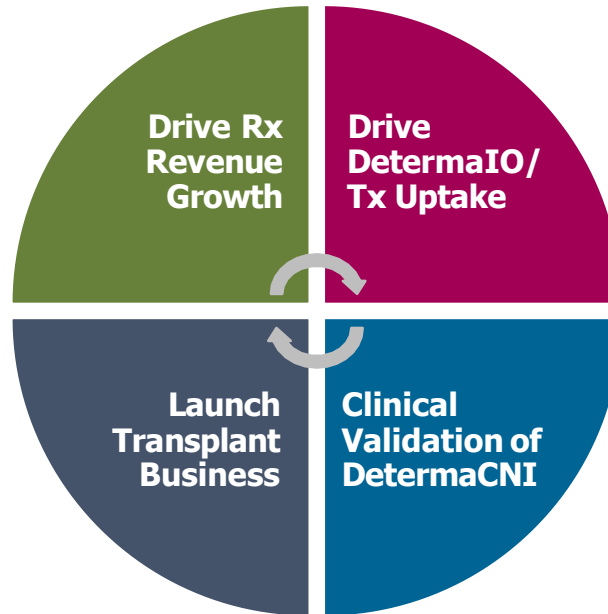 Drive Rx
Revenue
Growth
Drive
DetermaIO/
Tx Uptake
Launch
Transplant
Business
Clinical
Validation of
DetermaCNI